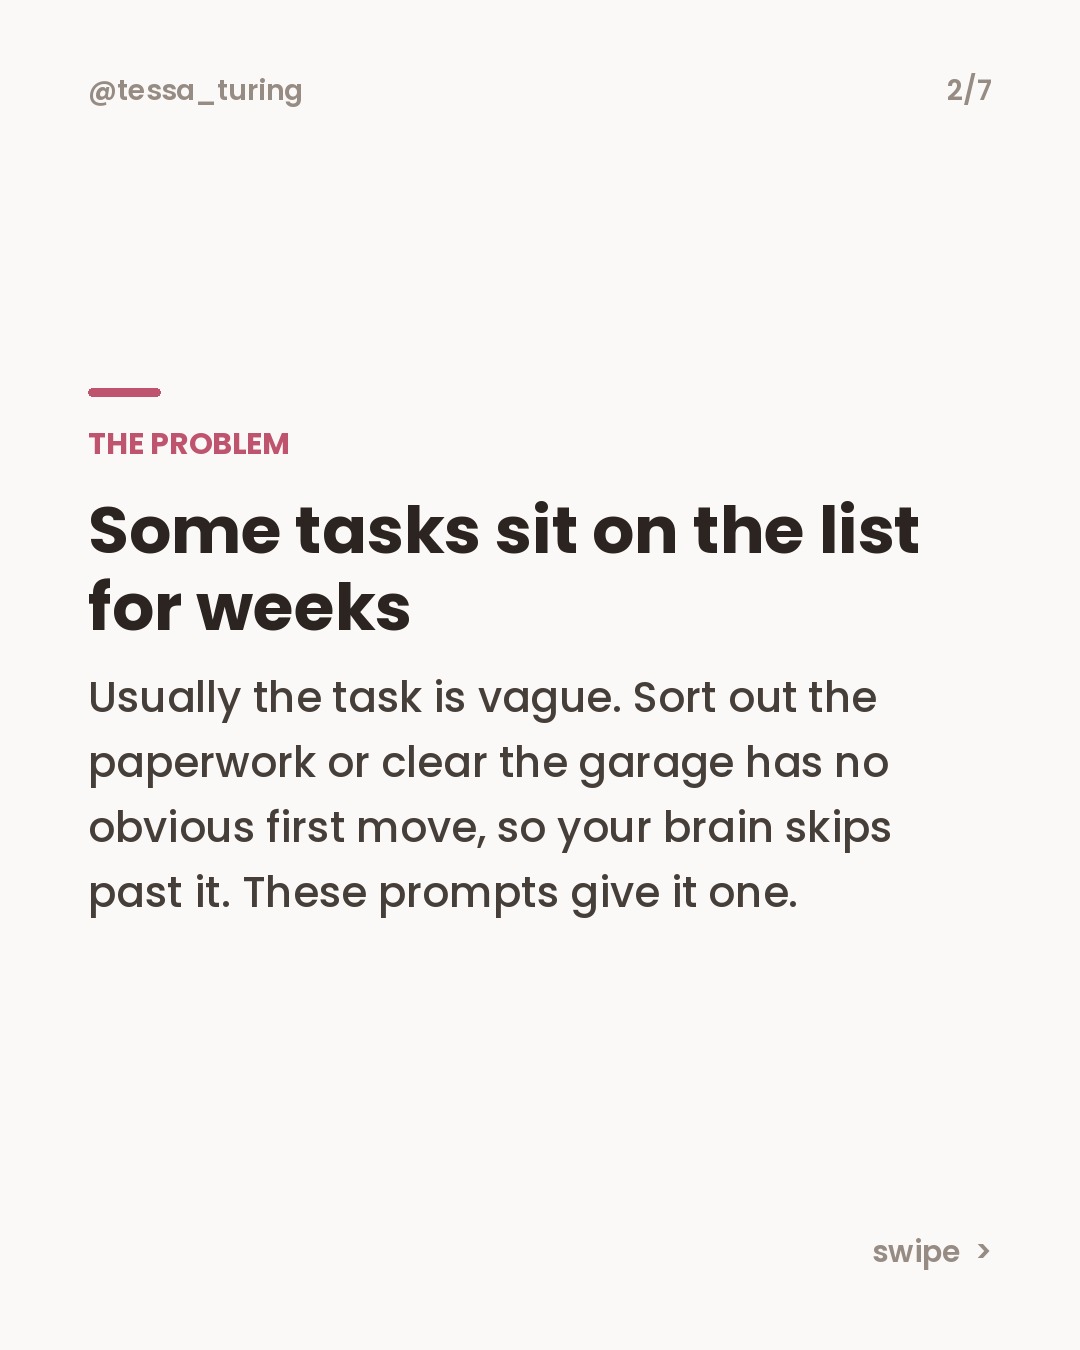 @tessa_turing
2/7
THE PROBLEM
Some tasks sit on the list
for weeks
Usually the task is vague. Sort out the
paperwork or clear the garage has no
obvious first move, so your brain skips
past it. These prompts give it one.
swipe >